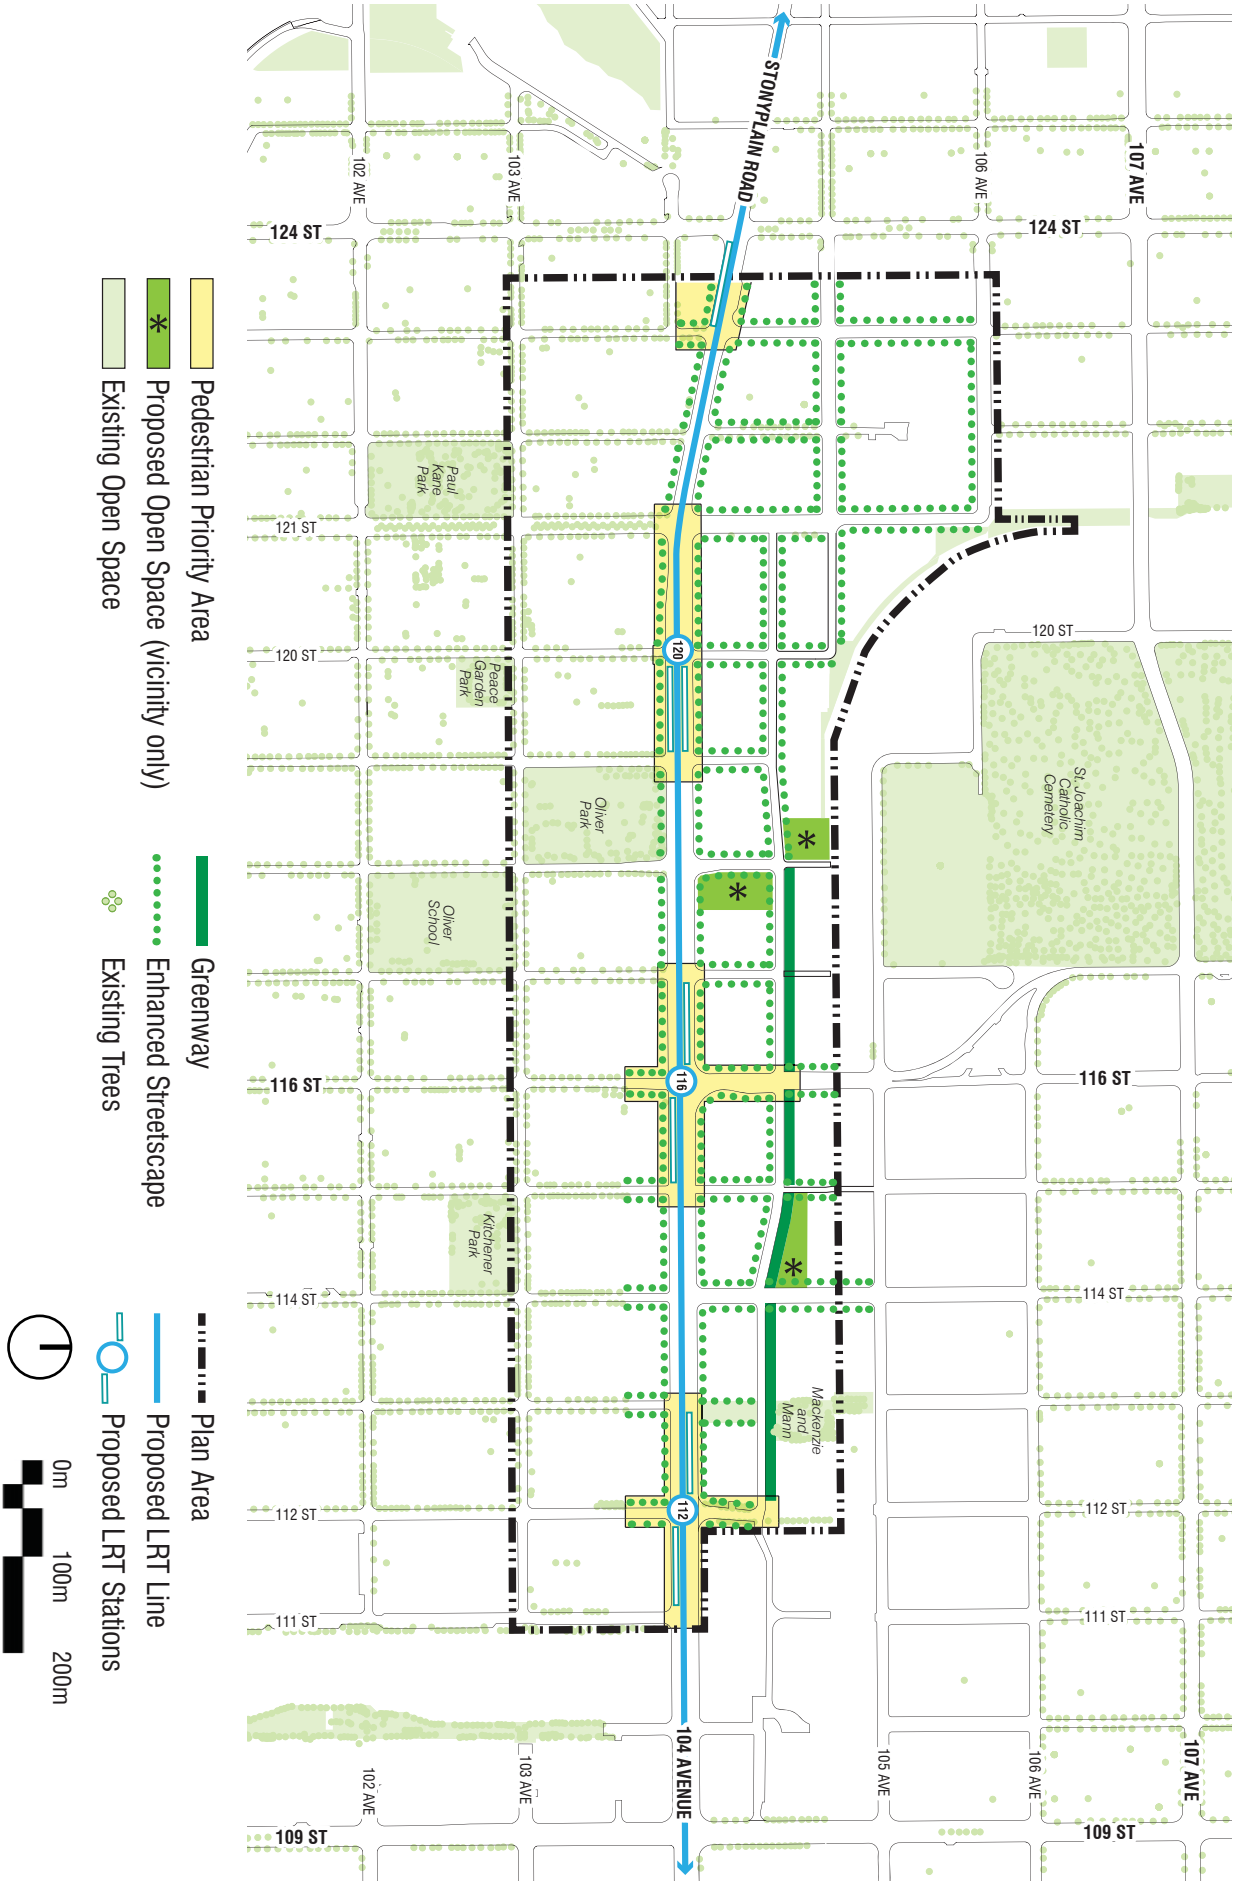 STONYPLAIN ROAD
102 AVE
103 AVE
106 AVE
107 AVE
124 ST
124 ST
Paul
Kane
Park
121 ST
120 ST
120 ST
120
Peace
Garden
Park
Oliver
Park
St. Joachim
Catholic
Cemetery
*
*
Oliver
School
116 ST
116
116 ST
Kitchener
Park
*
114 ST
114 ST
Mackenzie
and
Mann
112 ST
112
112 ST
111 ST
111 ST
104 AVENUE
102 AVE
103 AVE
105 AVE
106 AVE
107 AVE
109 ST
109 ST
Pedestrian Priority Area
* Proposed Open Space (vicinity only)
Existing Open Space
Greenway
Enhanced Streetscape
Existing Trees
Plan Area
Proposed LRT Line
Proposed LRT Stations
0m 100m 200m